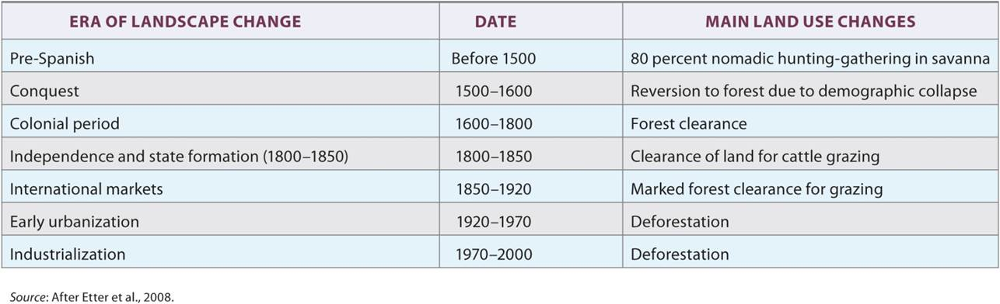 ERA OF LANDSCAPE CHANGE DATE MAIN LAND USE CHANGES
Pre-Spanish Before 1500 80 percent nomadic hunting-gathering in savanna
Conquest 1500–1600 Reversion to forest due to demographic collapse
Colonial period 1600–1800 Forest clearance
Independence and state formation (1800–1850) 1800–1850 Clearance of land for cattle grazing
International markets 1850–1920 Marked forest clearance for grazing
Early urbanization 1920–1970 Deforestation
Industrialization 1970–2000 Deforestation
Source: After Etter et al., 2008.